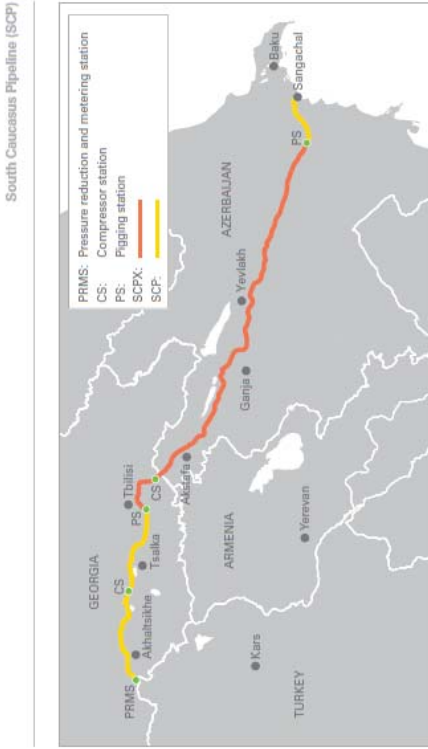 South Caucasus Pipeline (SCP)
PRMS: Pressure reduction and metering station
CS: Compressor station
PS: Pigging station
SCPX:
SCP:
GEORGIA
Tbilisi
CS
PS
Akhaltsikhe
Tsalka
CS
PRMS
Akstafa
AZERBAIJAN
Baku
Sangachal
PS
Yevlakh
Ganja
ARMENIA
Kars
Yerevan
TURKEY